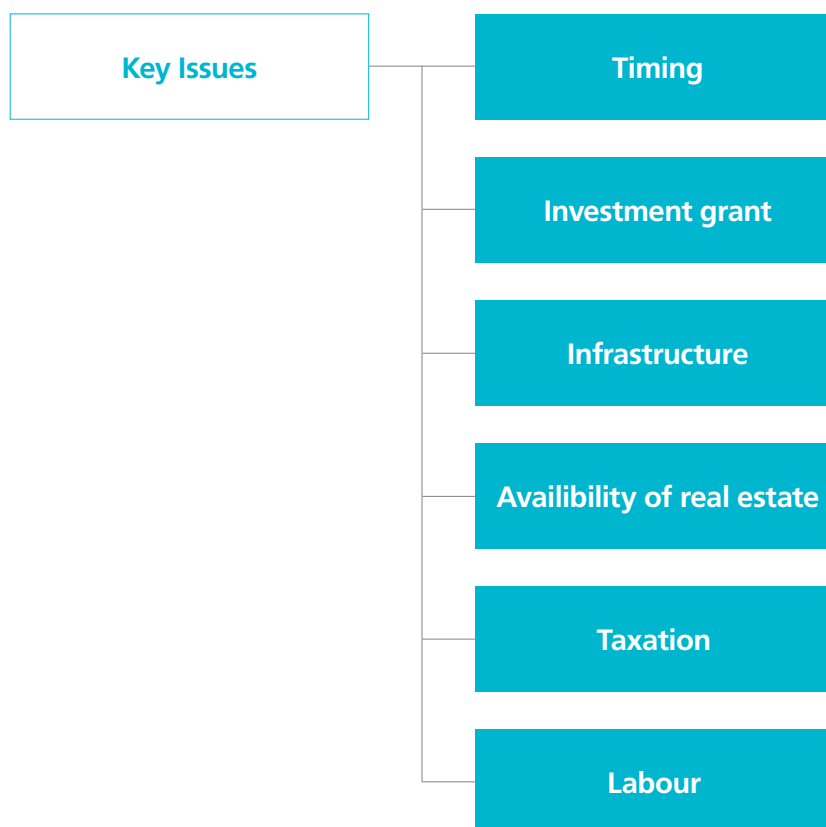 Key Issues
Timing
Investment grant
Infrastructure
Availibility of real estate
Taxation
Labour